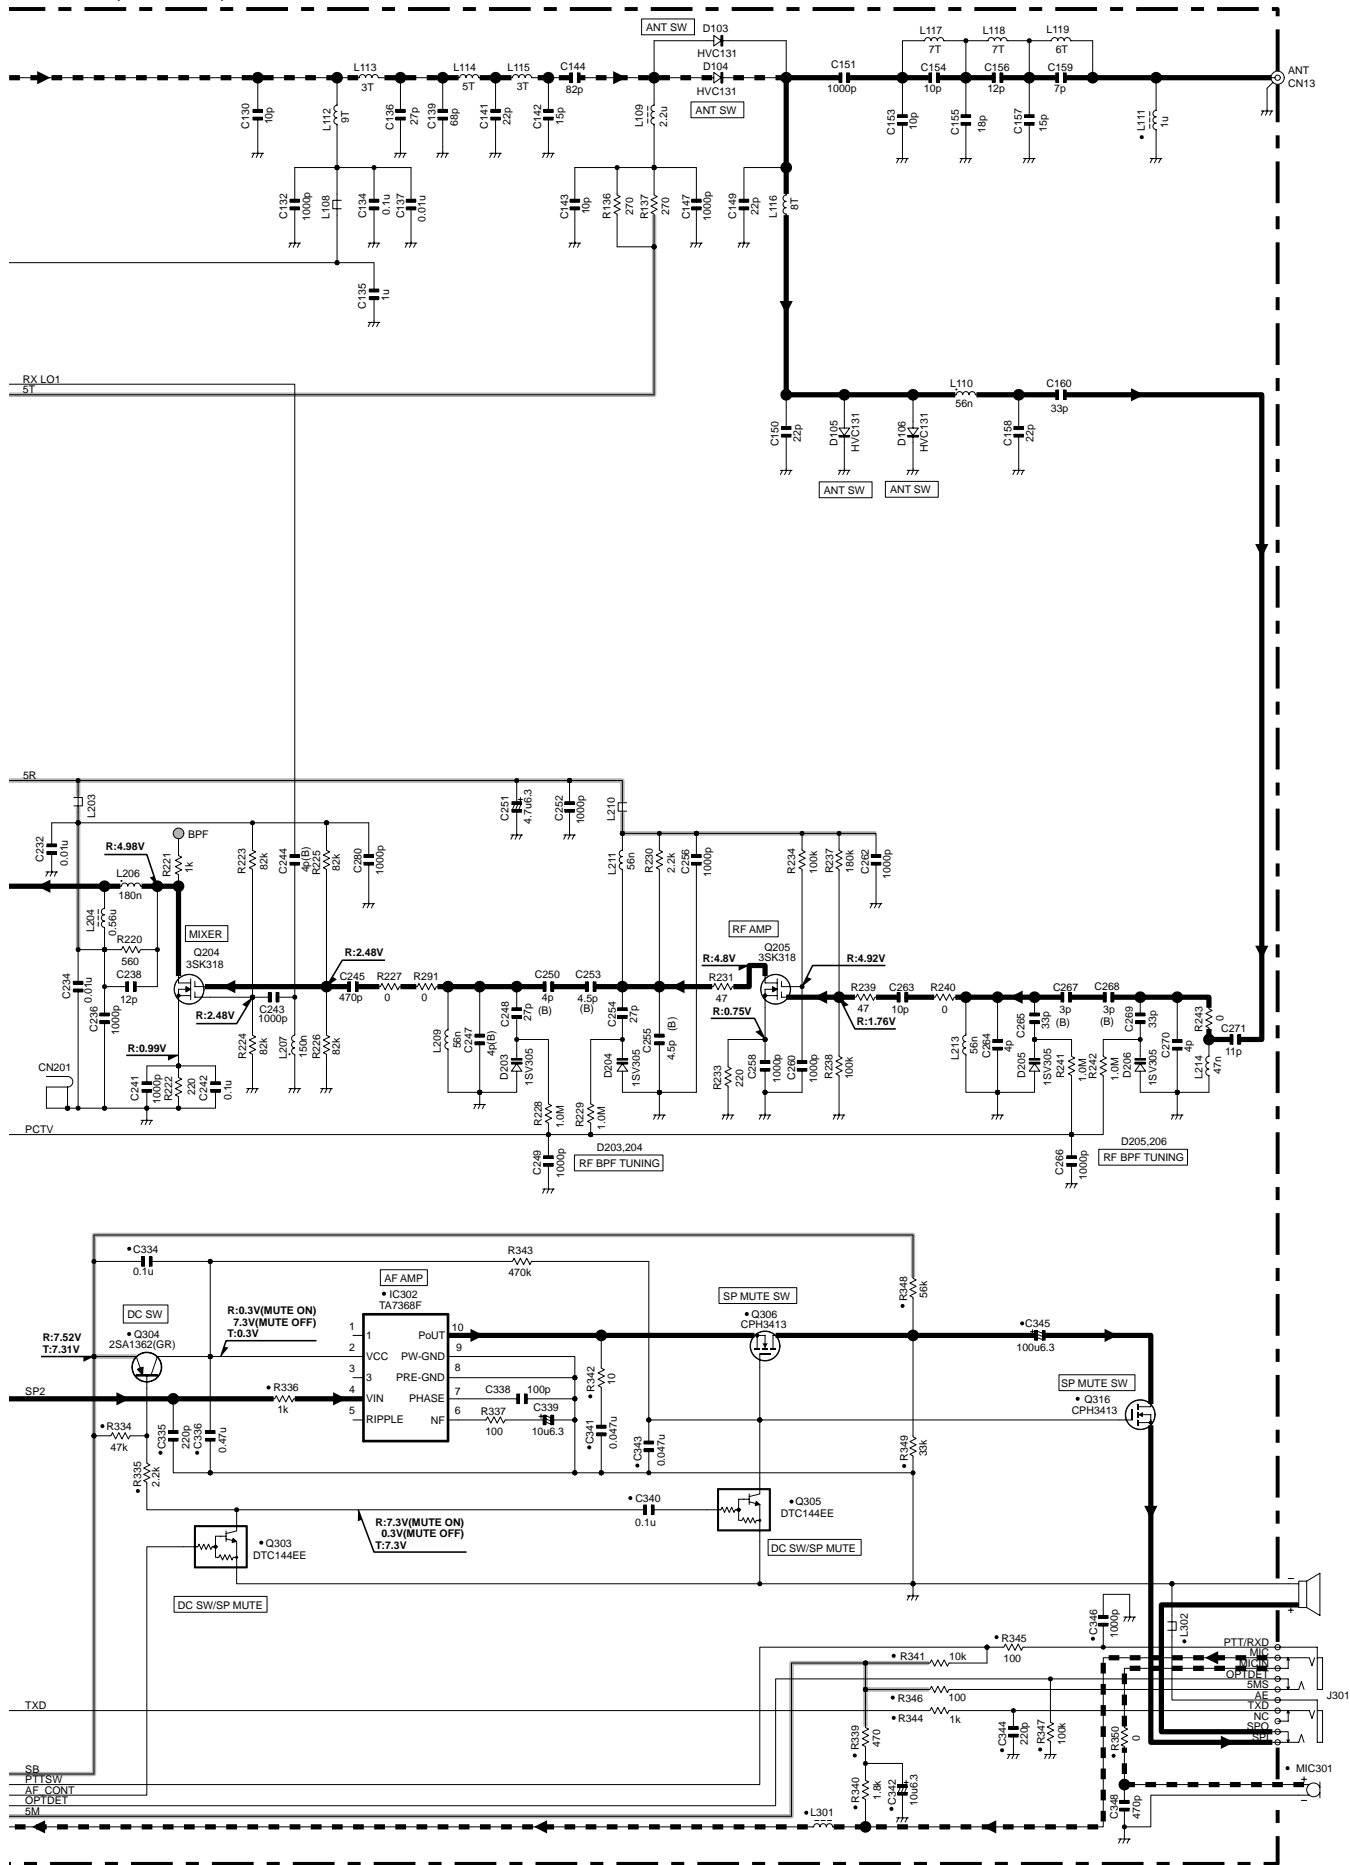 ANT SW
D103
HVC131
D104
HVC131
ANT SW
L113
3T
L114
5T
L115
3T
C144
82p
C151
1000p
L117
7T
L118
7T
L119
6T
C154
10p
C156
12p
C159
7p
ANT
CN13
C130
10p
L112
9T
C136
27p
C139
68p
C141
22p
C142
15p
L109
2.2u
C153
10p
C155
18p
C157
15p
• L111
1u
C132
1000p
L108
C134
0.1u
C137
0.01u
C143
10p
R136
270
R137
270
C147
1000p
C149
22p
L116
8T
C135
1u
RX LO1
5T
L110
56n
C160
33p
C150
22p
D105
HVC131
D106
HVC131
C158
22p
ANT SW
ANT SW
5R
L203
C251
4.7u6.3
C252
1000p
L210
BPF
C232
0.01u
R:4.98V
R221
1k
R223
82k
C244
4p(B)
R225
82k
C280
1000p
L211
56n
R230
2.2k
C256
1000p
R234
100k
R237
180k
C262
1000p
L206
180n
L204
0.56u
MIXER
Q204
3SK318
R220
560
C238
12p
C234
0.01u
C236
1000p
R:2.48V
C245
470p
R227
0
R291
0
C250
4p
(B)
C253
4.5p
(B)
R231
47
RF AMP
Q205
3SK318
R:4.8V
R:4.92V
R239
47
C263
10p
R240
0
C267
3p
(B)
C268
3p
(B)
R243
0
C271
11p
R:2.48V
C243
1000p
R:0.75V
R:1.76V
R:0.99V
R224
82k
L207
150n
R226
82k
L209
56n
C247
4p(B)
C248
27p
D203
1SV305
C254
27p
D204
1SV305
C255
4.5p
(B)
R233
220
C258
1000p
C260
1000p
R238
100k
L213
56n
C264
4p
C265
33p
D205
1SV305
R241
1.0M
R242
1.0M
C269
33p
D206
1SV305
C270
4p
L214
47n
CN201
C241
1000p
R222
220
C242
0.1u
R228
1.0M
R229
1.0M
PCTV
C249
1000p
D203,204
RF BPF TUNING
C266
1000p
D205,206
RF BPF TUNING
• C334
0.1u
R343
470k
• R348
56k
AF AMP
• IC302
TA7368F
SP MUTE SW
• Q306
CPH3413
DC SW
• Q304
2SA1362(GR)
R:0.3V(MUTE ON)
7.3V(MUTE OFF)
T:0.3V
R:7.52V
T:7.31V
1
2
3
4
5
1
VCC
3
VIN
RIPPLE
PoUT
PW-GND
PRE-GND
PHASE
NF
10
9
8
7
6
• C345
100u6.3
SP2
• R336
1k
C338
100p
R337
100
C339
10u6.3
• R342
10
• C341
0.047u
• C343
0.047u
SP MUTE SW
• Q316
CPH3413
• R334
47k
• R335
2.2k
• C335
220p
• C336
0.47u
• R349
33k
• Q303
DTC144EE
R:7.3V(MUTE ON)
0.3V(MUTE OFF)
T:7.3V
• C340
0.1u
• Q305
DTC144EE
DC SW/SP MUTE
DC SW/SP MUTE
• C346
1000p
• L302
• R345
100
• R341
10k
• R346
100
• R344
1k
PTT/RXD
MIC
MICIN
OPTDET
5MS
AE
TXD
NC
SPO
SPI
J301
TXD
• R339
470
• C344
220p
• R347
100k
• R350
0
SB
PTTSW
AF CONT
OPTDET
5M
• R340
1.8k
• C342
10u6.3
• L301
• C348
470p
• MIC301